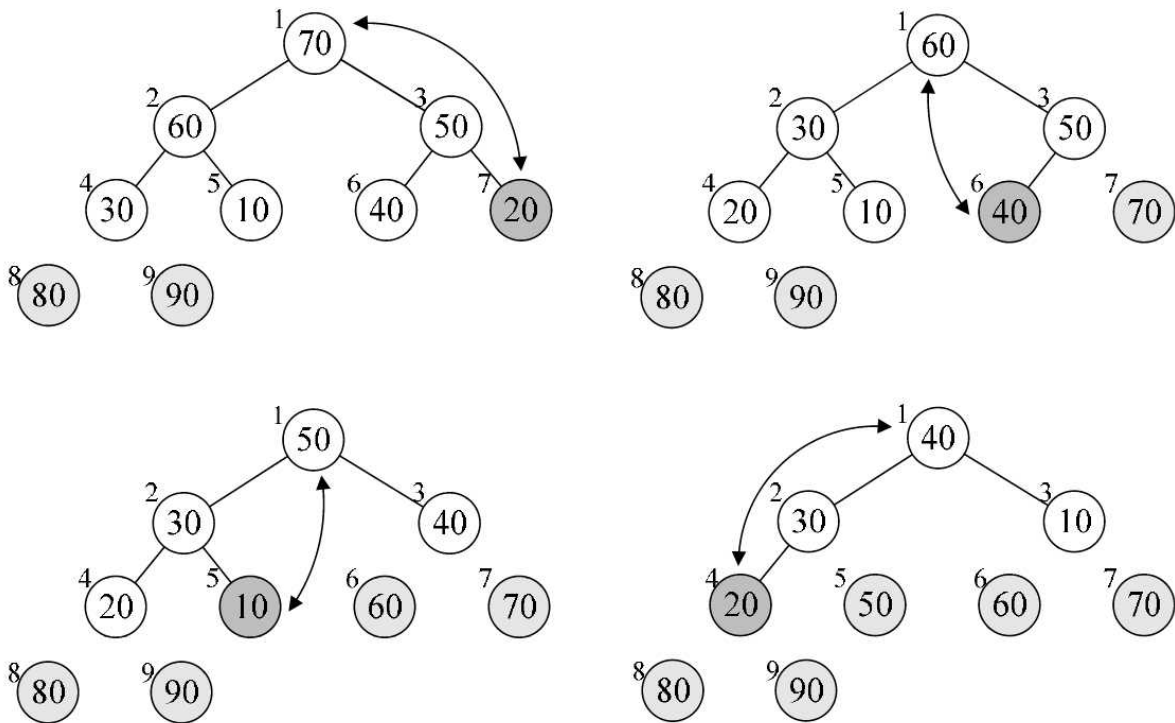 1 70
2 60 3 50
4 30 5 10 6 40 7 20
8 80 9 90
1 60
2 30 3 50
4 20 5 10 6 40 7 70
8 80 9 90
1 50
2 30 3 40
4 20 5 10 6 60 7 70
8 80 9 90
1 40
2 30 3 10
4 20 5 50 6 60 7 70
8 80 9 90